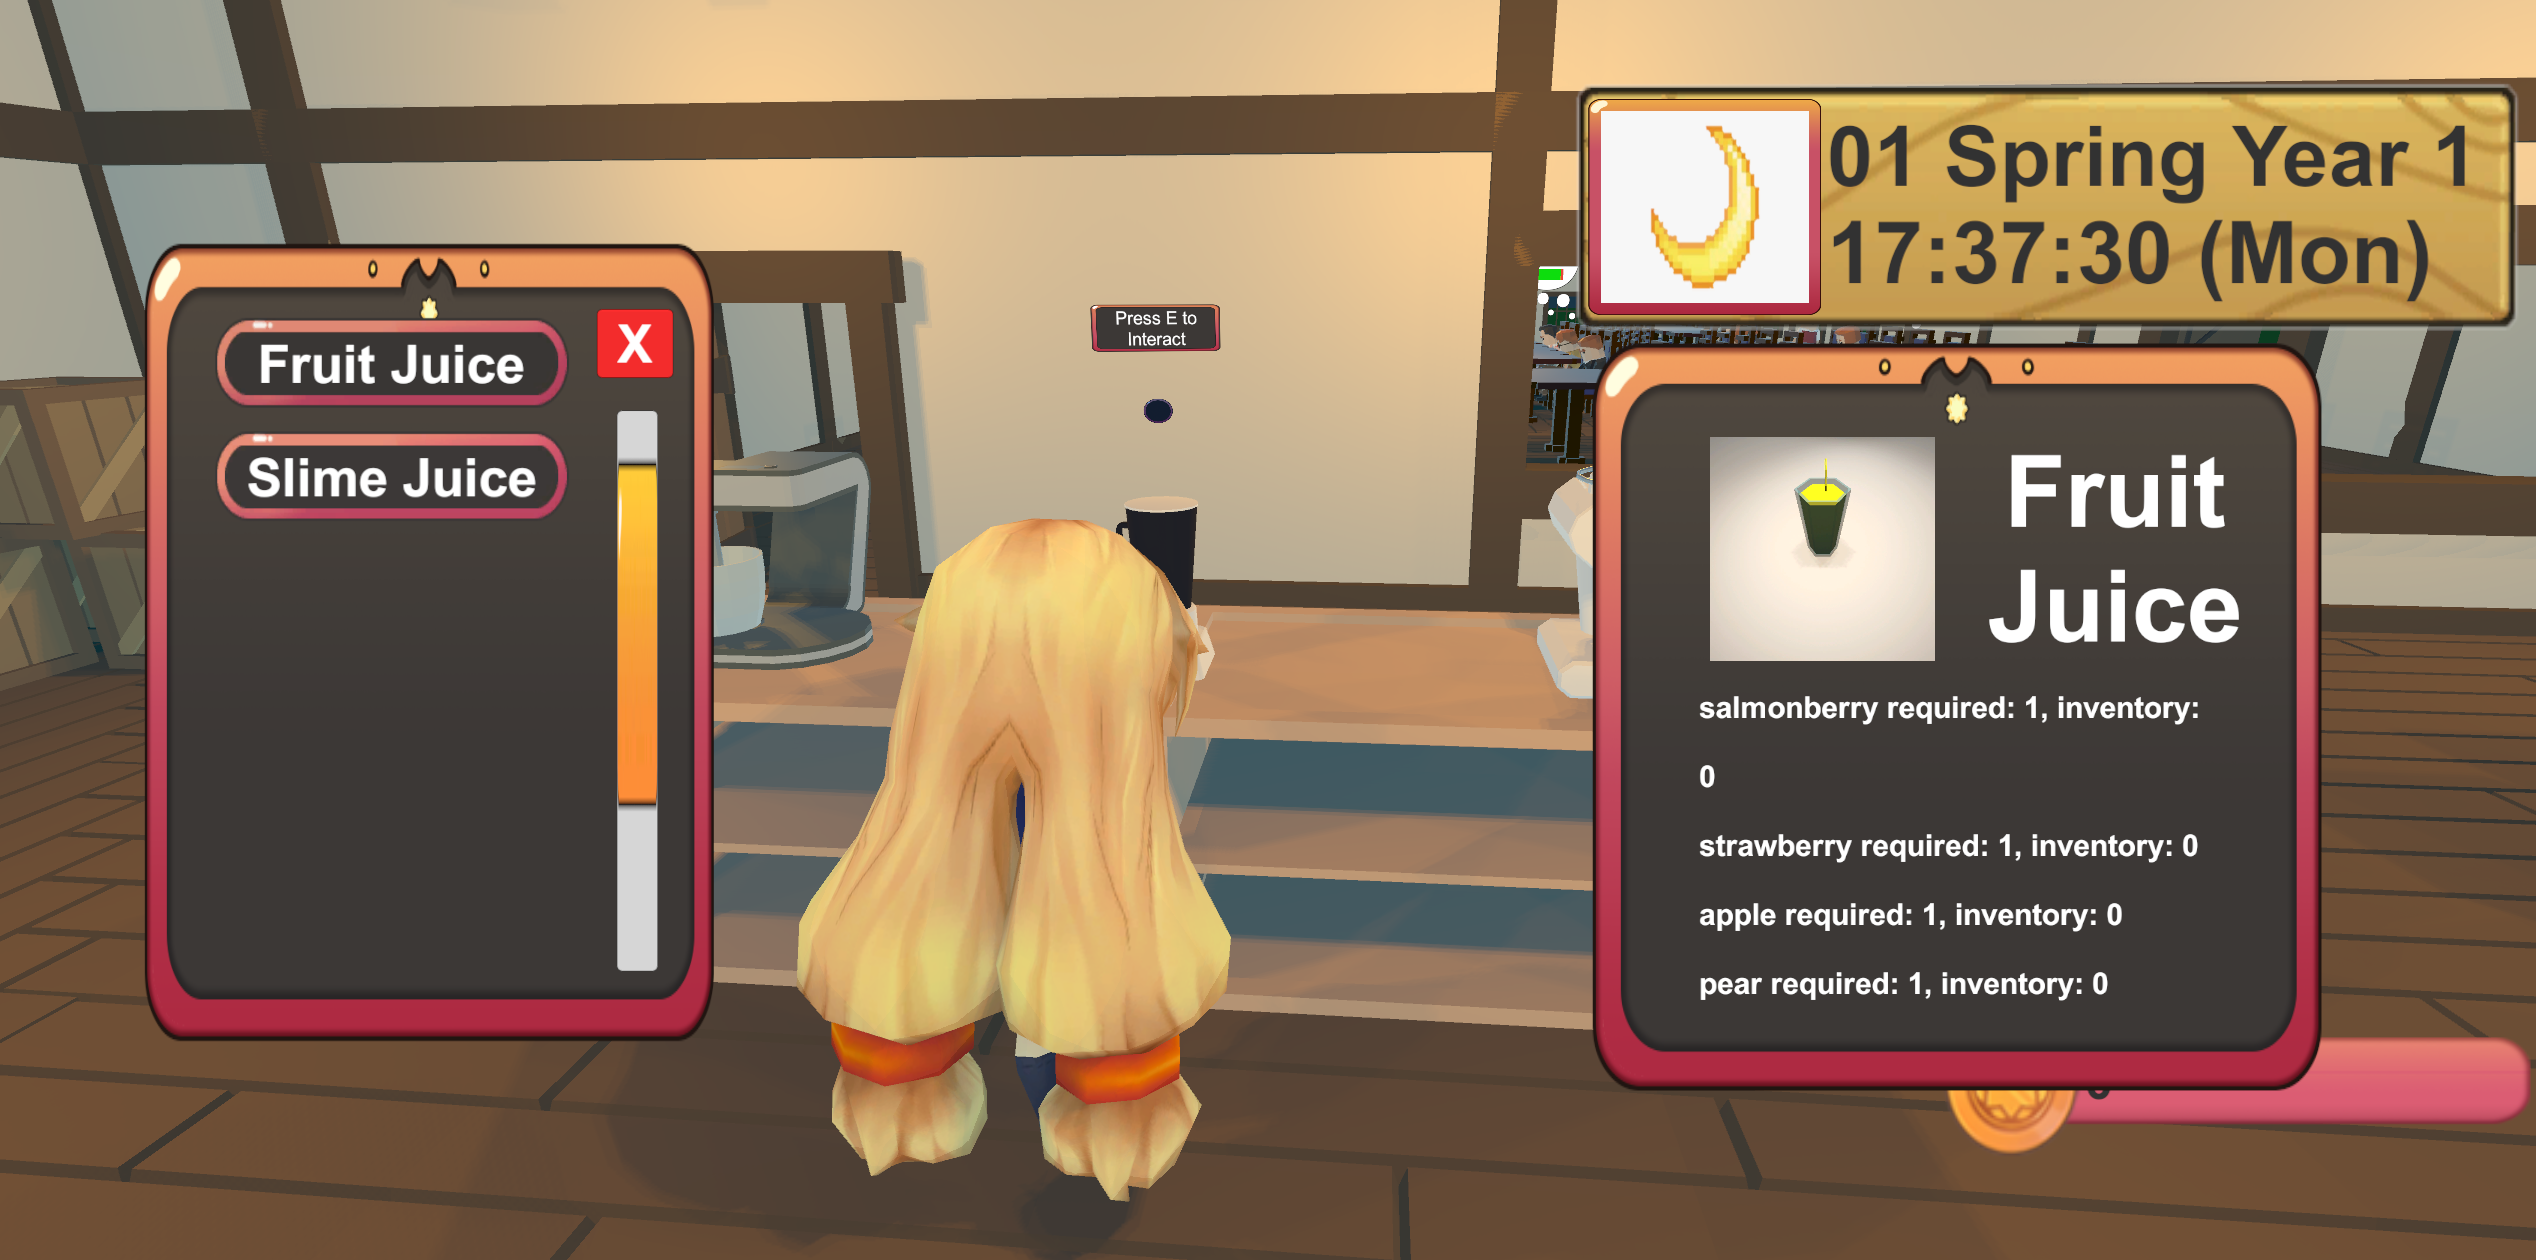 01 Spring Year 1
17:37:30 (Mon)
Fruit Juice
X
Slime Juice
Press E to
Interact
Fruit
Juice
salmonberry required: 1, inventory:
0
strawberry required: 1, inventory: 0
apple required: 1, inventory: 0
pear required: 1, inventory: 0